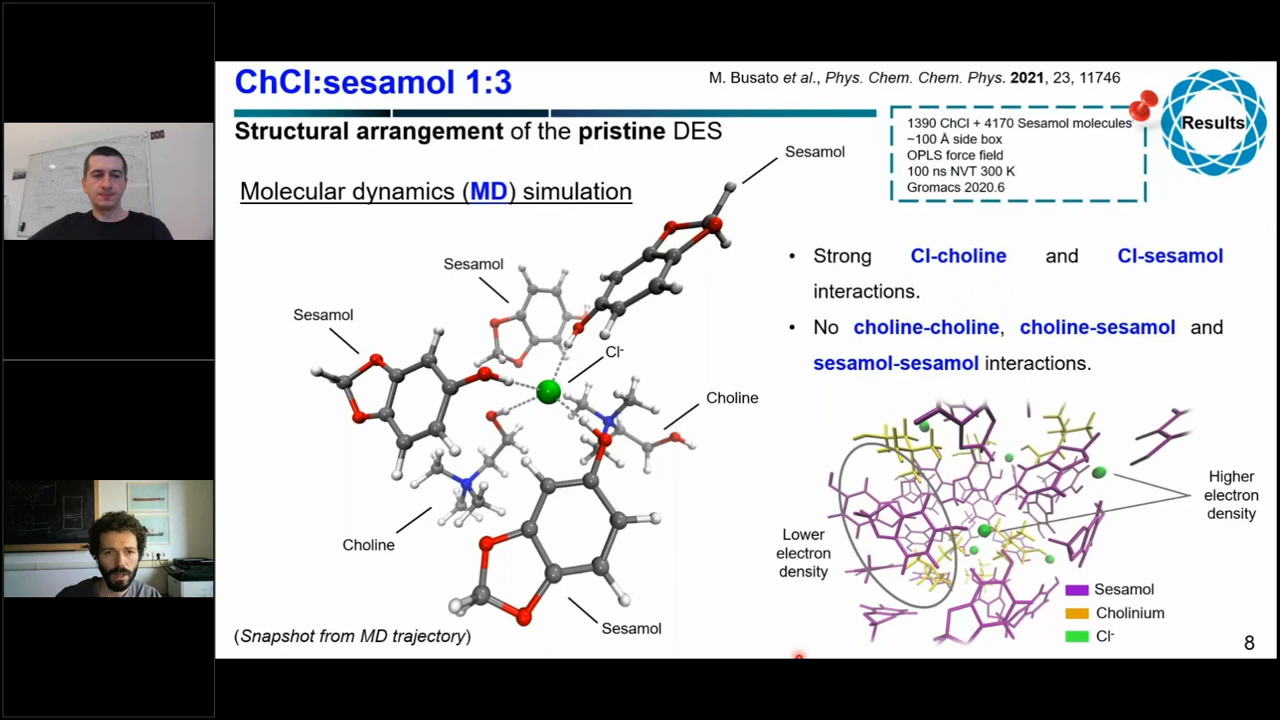 ChCl:sesamol 1:3
M. Busato et al., Phys. Chem. Chem. Phys. 2021, 23, 11746
Structural arrangement of the pristine DES
1390 ChCl + 4170 Sesamol molecules
~100 Å side box
OPLS force field
100 ns NVT 300 K
Gromacs 2020.6
Results
Molecular dynamics (MD) simulation
Sesamol
Sesamol
Sesamol
Cl-
Choline
Choline
Sesamol
(Snapshot from MD trajectory)
• Strong Cl-choline and Cl-sesamol
interactions.
• No choline-choline, choline-sesamol and
sesamol-sesamol interactions.
Higher
electron
density
Lower
electron
density
Sesamol
Cholinium
Cl-
8